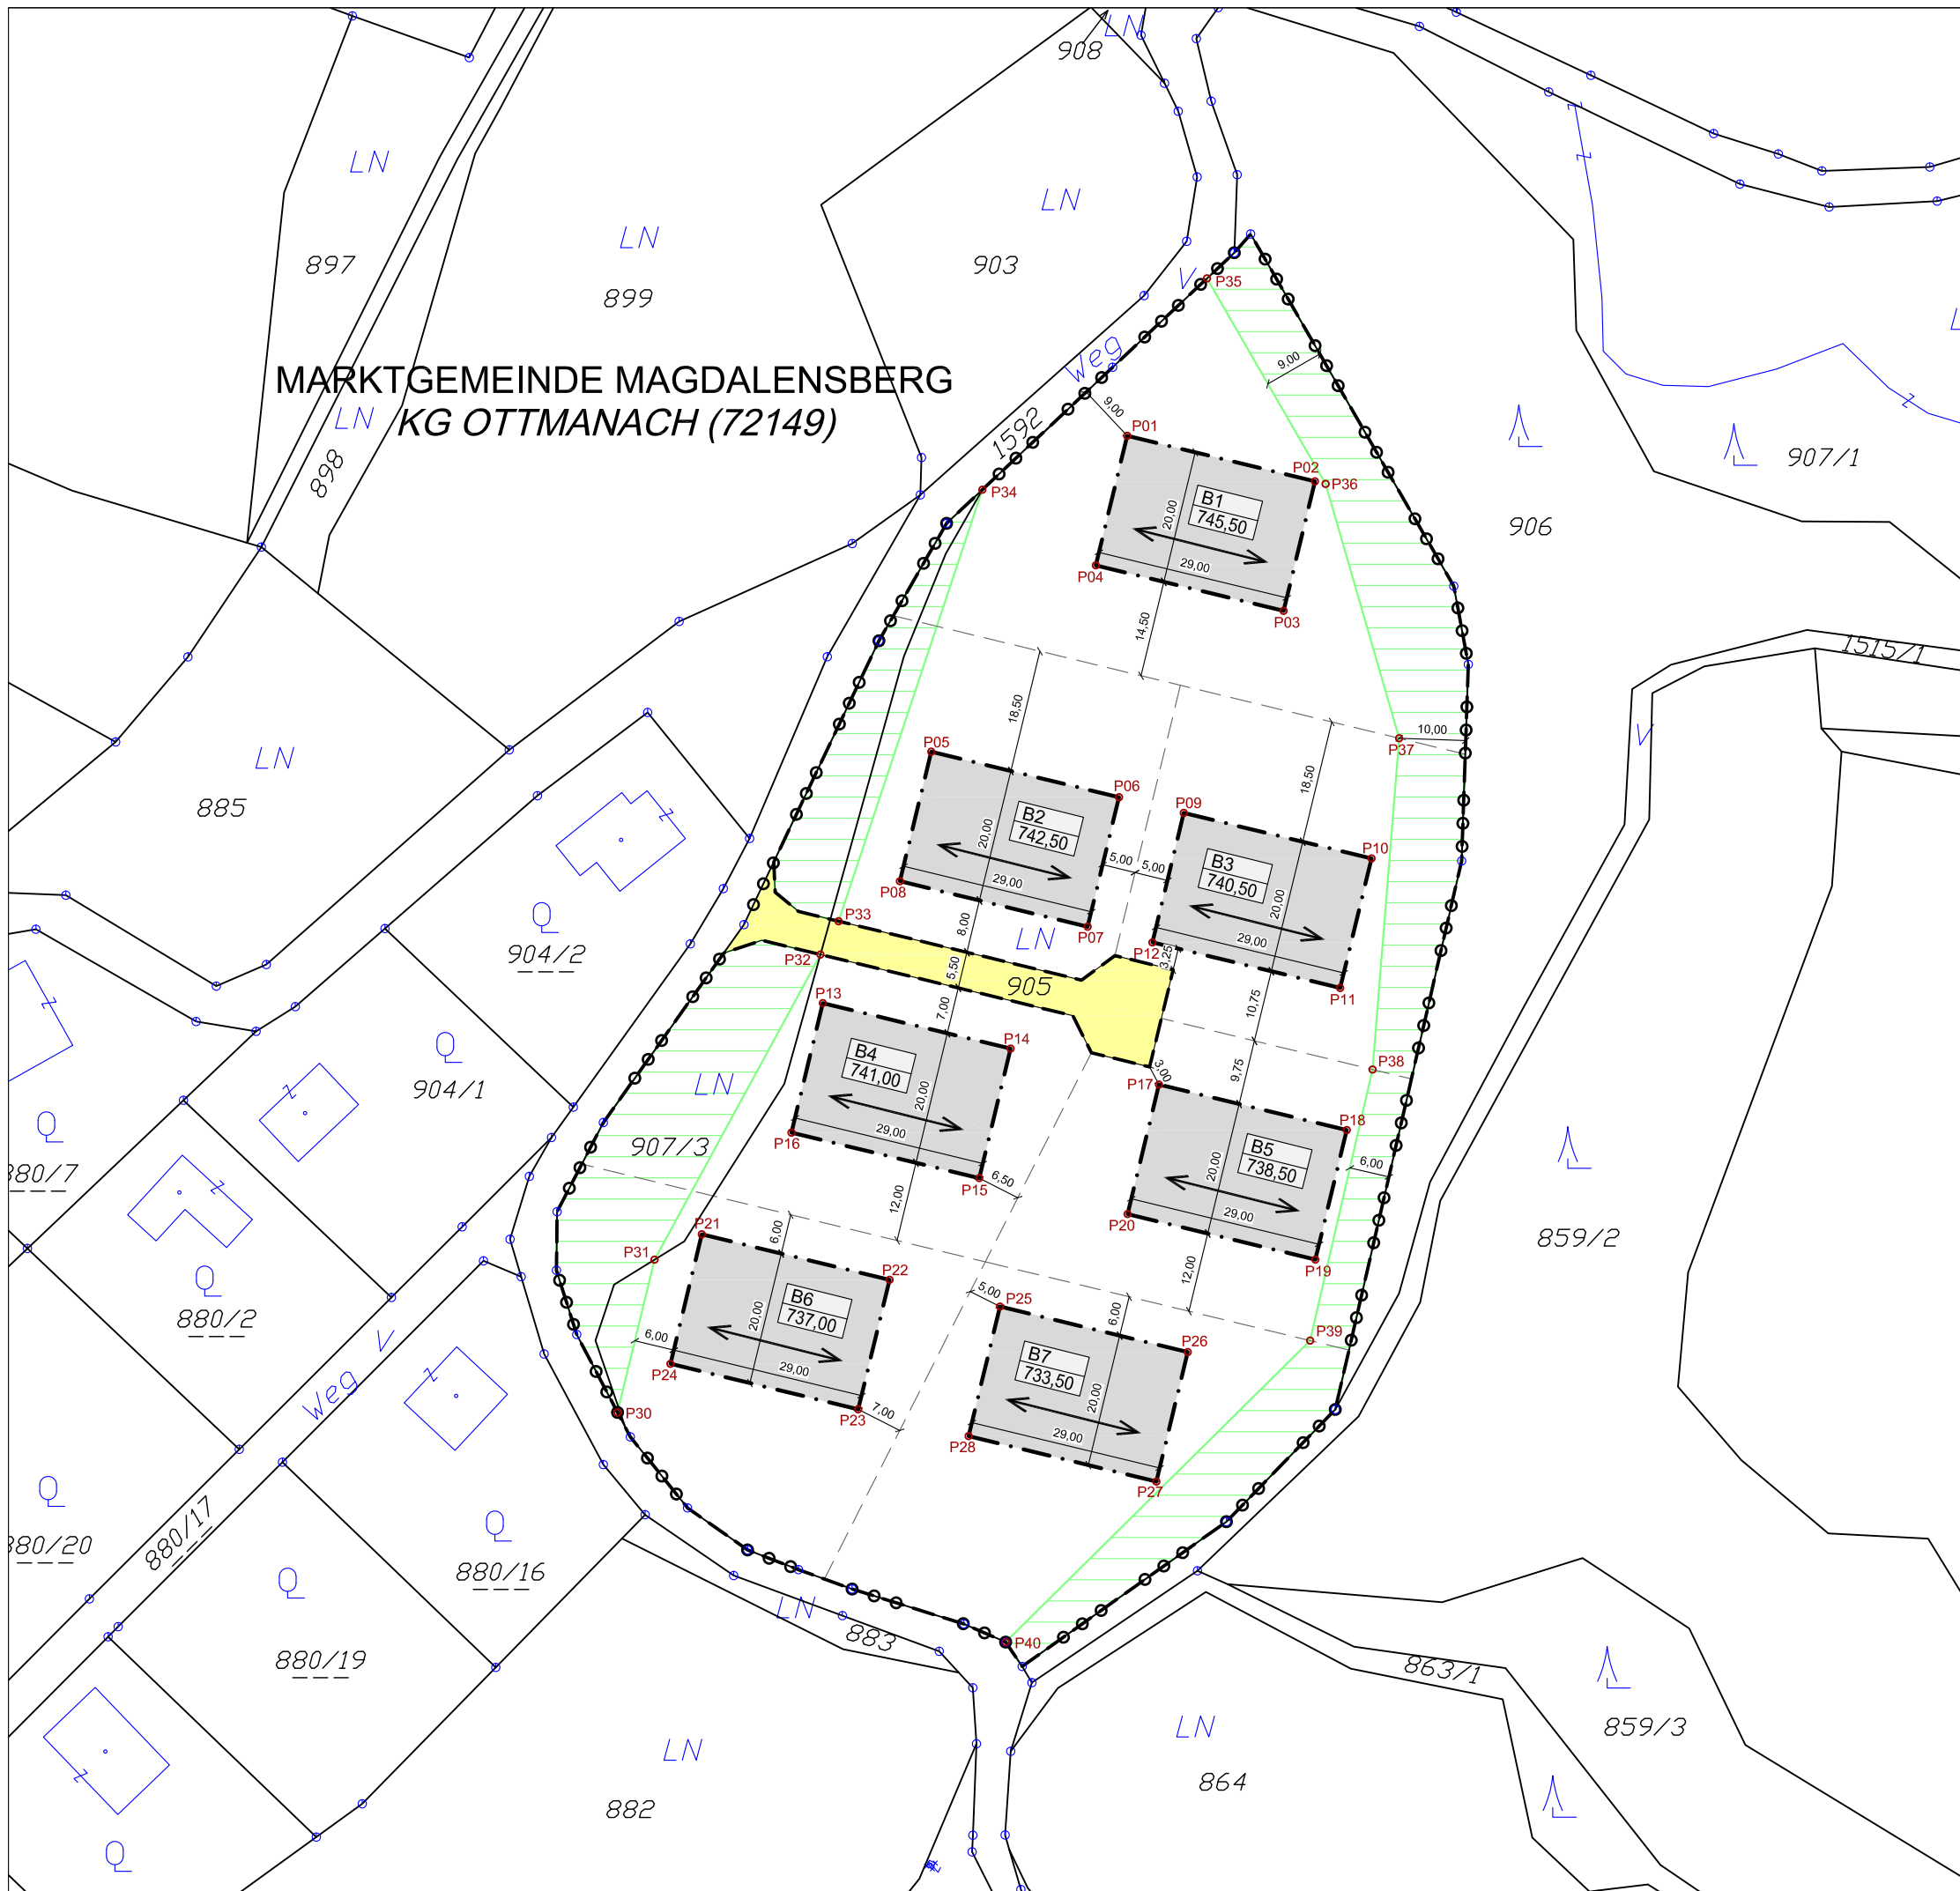 908
LN
LN
LN
LN
897
903
899
V
P35
Weg
9,00
MARKTGEMEINDE MAGDALENSBERG
LN
KG OTTMANACH (72149)
9,00
P01
1592
907/1
898
P34
P02
P36
B1
745,50
20,00
906
29,00
P04
P03
14,50
1515/1
18,50
10,00
P37
V
LN
885
P05
P06
18,50
P09
B2
742,50
20,00
5,00
5,00
P10
B3
740,50
29,00
P08
20,00
Q
904/2
P33
8,00
P07
LN
29,00
P12
3,25
P32
5,50
905
P11
P13
7,00
10,75
P14
Q
904/1
B4
741,00
3,00
P17
9,75
P38
LN
20,00
29,00
P16
P18
Q
880/7
907/3
B5
738,50
20,00
6,00
P15
6,50
12,00
29,00
P20
859/2
P21
6,00
P31
P19
12,00
Q
880/2
P22
B6
737,00
20,00
5,00
P25
6,00
P39
6,00
P26
B7
733,50
P24
29,00
20,00
Weg V
P30
P23
7,00
29,00
P28
Q
P27
880/20
880/17
Q
880/16
Q
LN
883
P40
880/19
863/1
LN
859/3
LN
864
882
Q